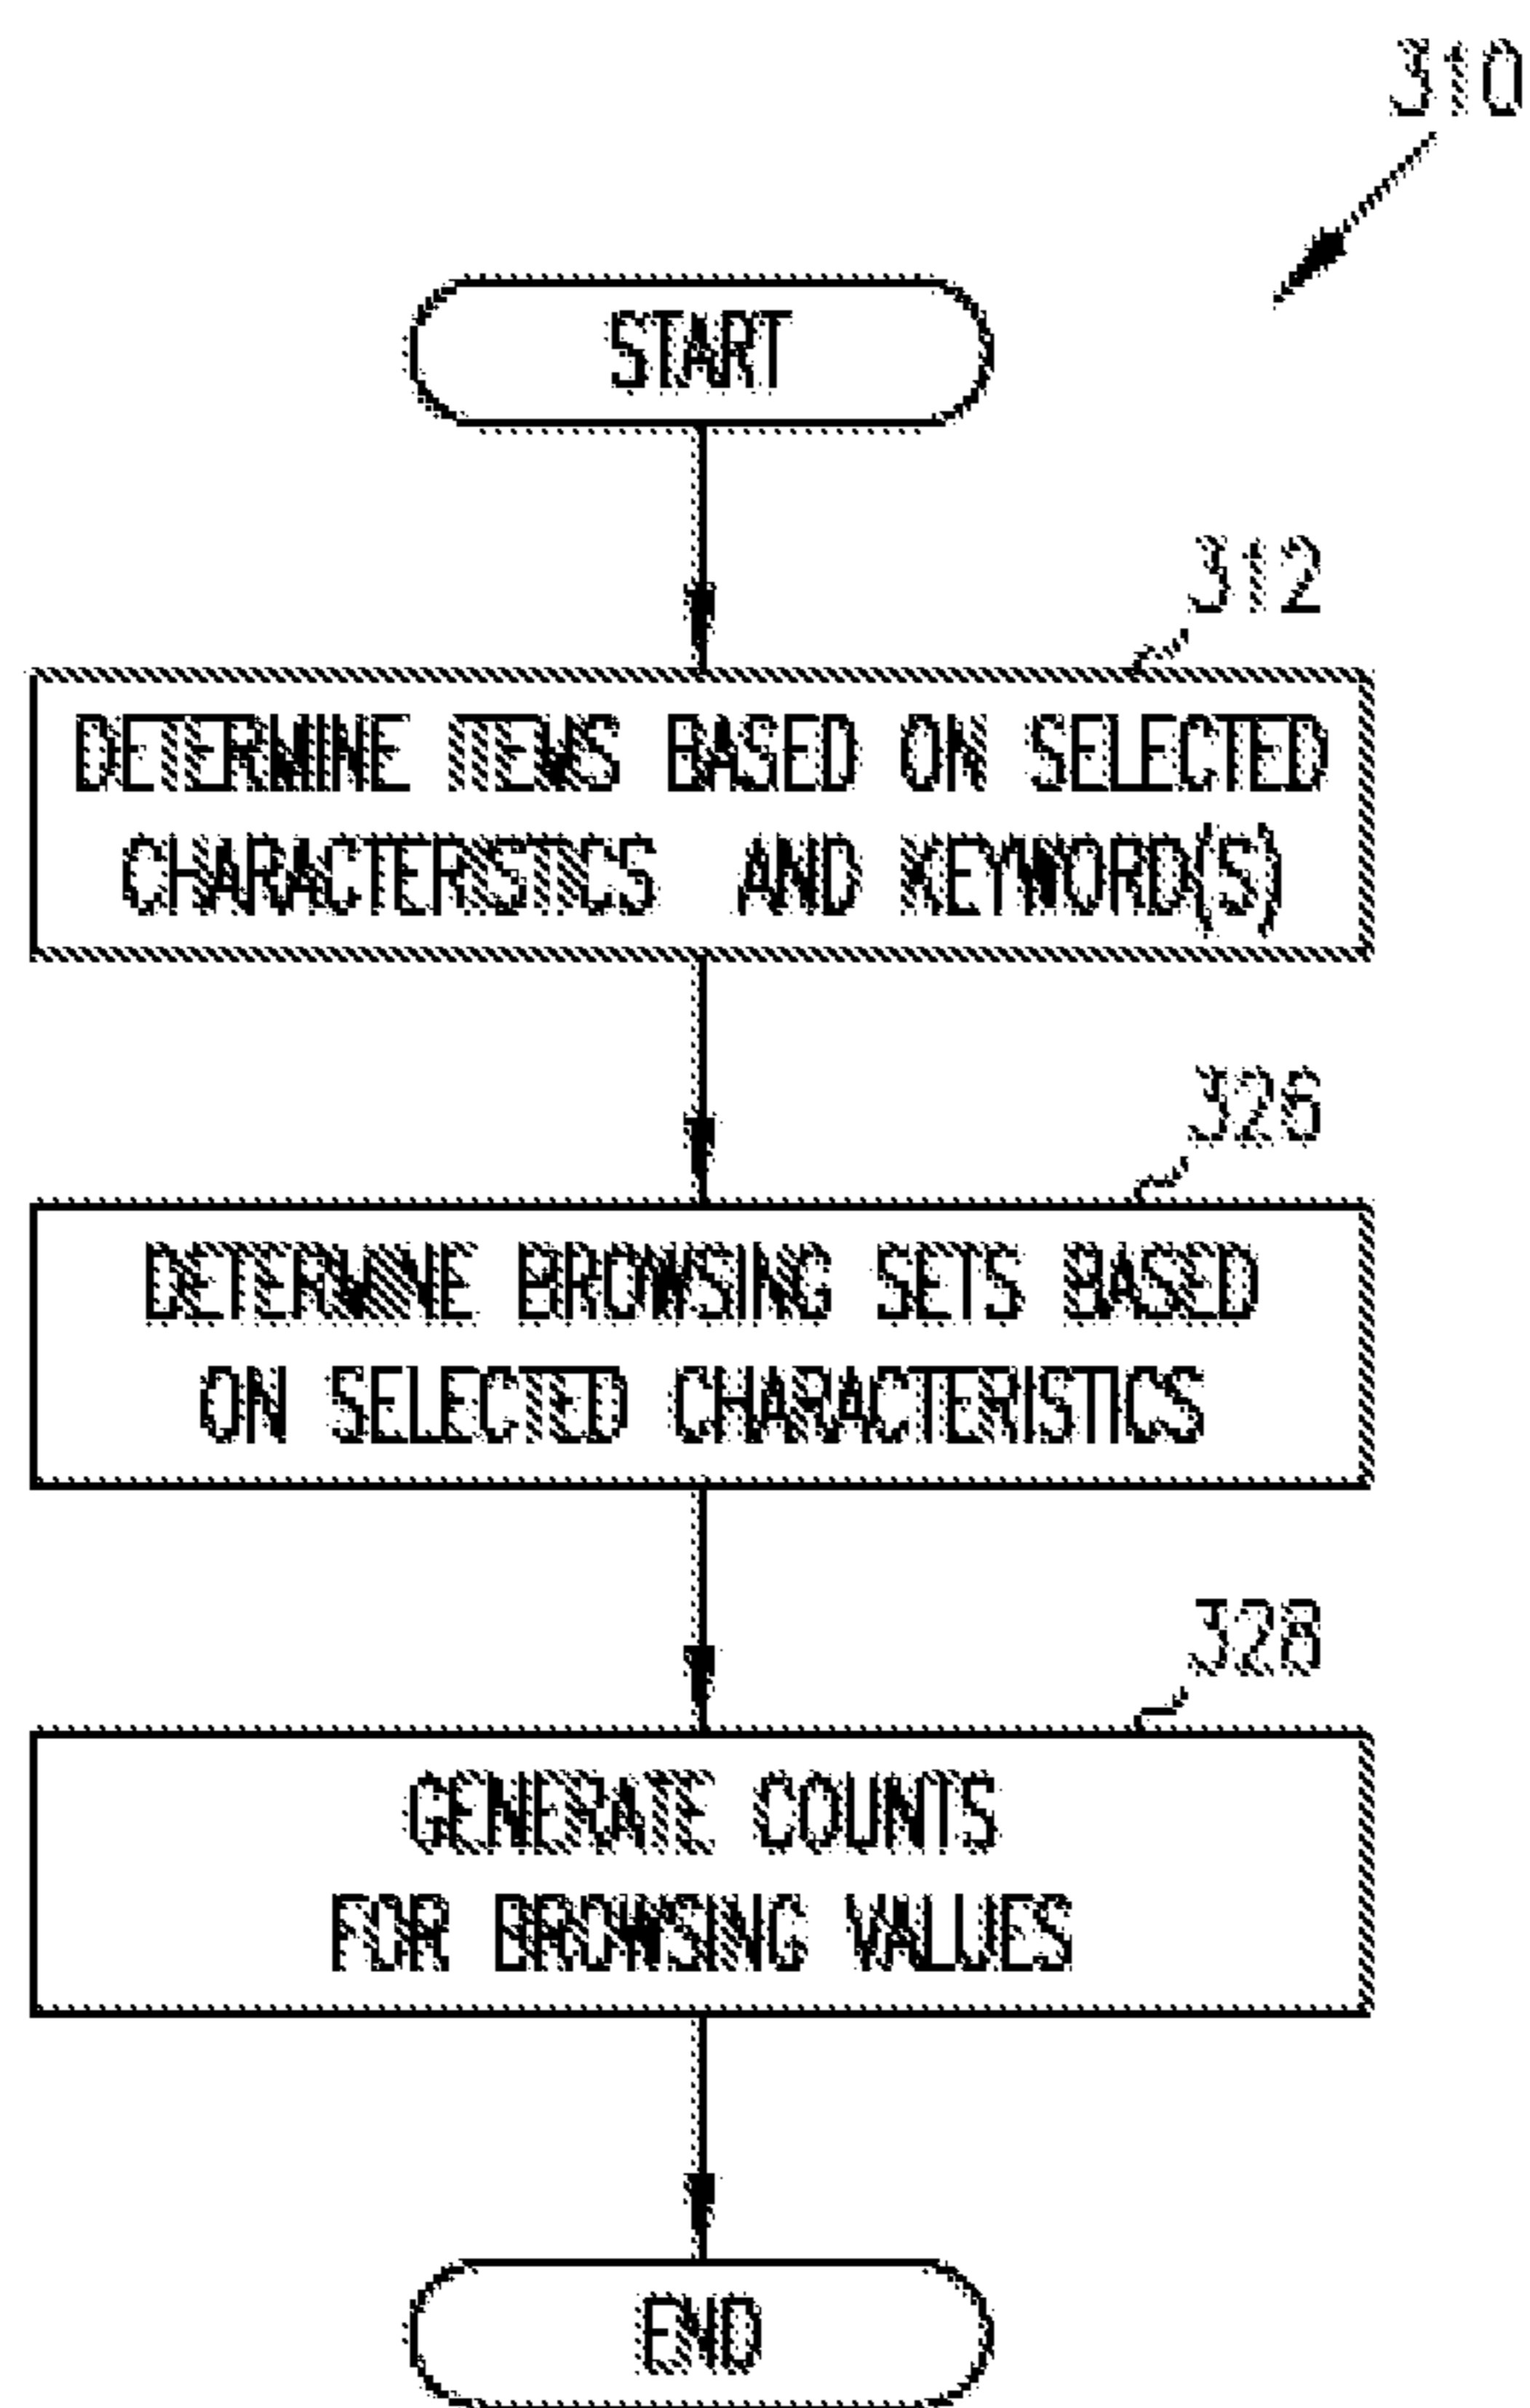 310
START
312
DETERMINE ITEMS BASED ON SELECTED
CHARACTERISTICS AND KEYWORD(S)
326
DETERMINE BROWSING SETS BASED
ON SELECTED CHARACTERISTICS
328
GENERATE COUNTS
FOR BROWSING VALUES
END